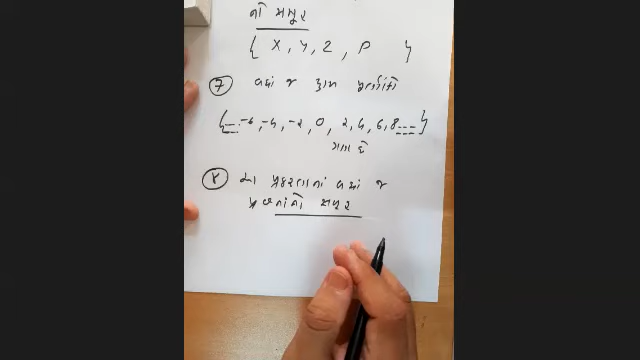 નો સમૂહ
{ X, Y, Z, P }
⑦ બધા જ યુગ્મ પૂર્ણાંકો
{ --- -6, -4, -2, 0, 2, 4, 6, 8 --- }
ગણ છે
⑧ આ પ્રકરણનાં બધાં જ
પ્રશ્નોનો સમૂહ